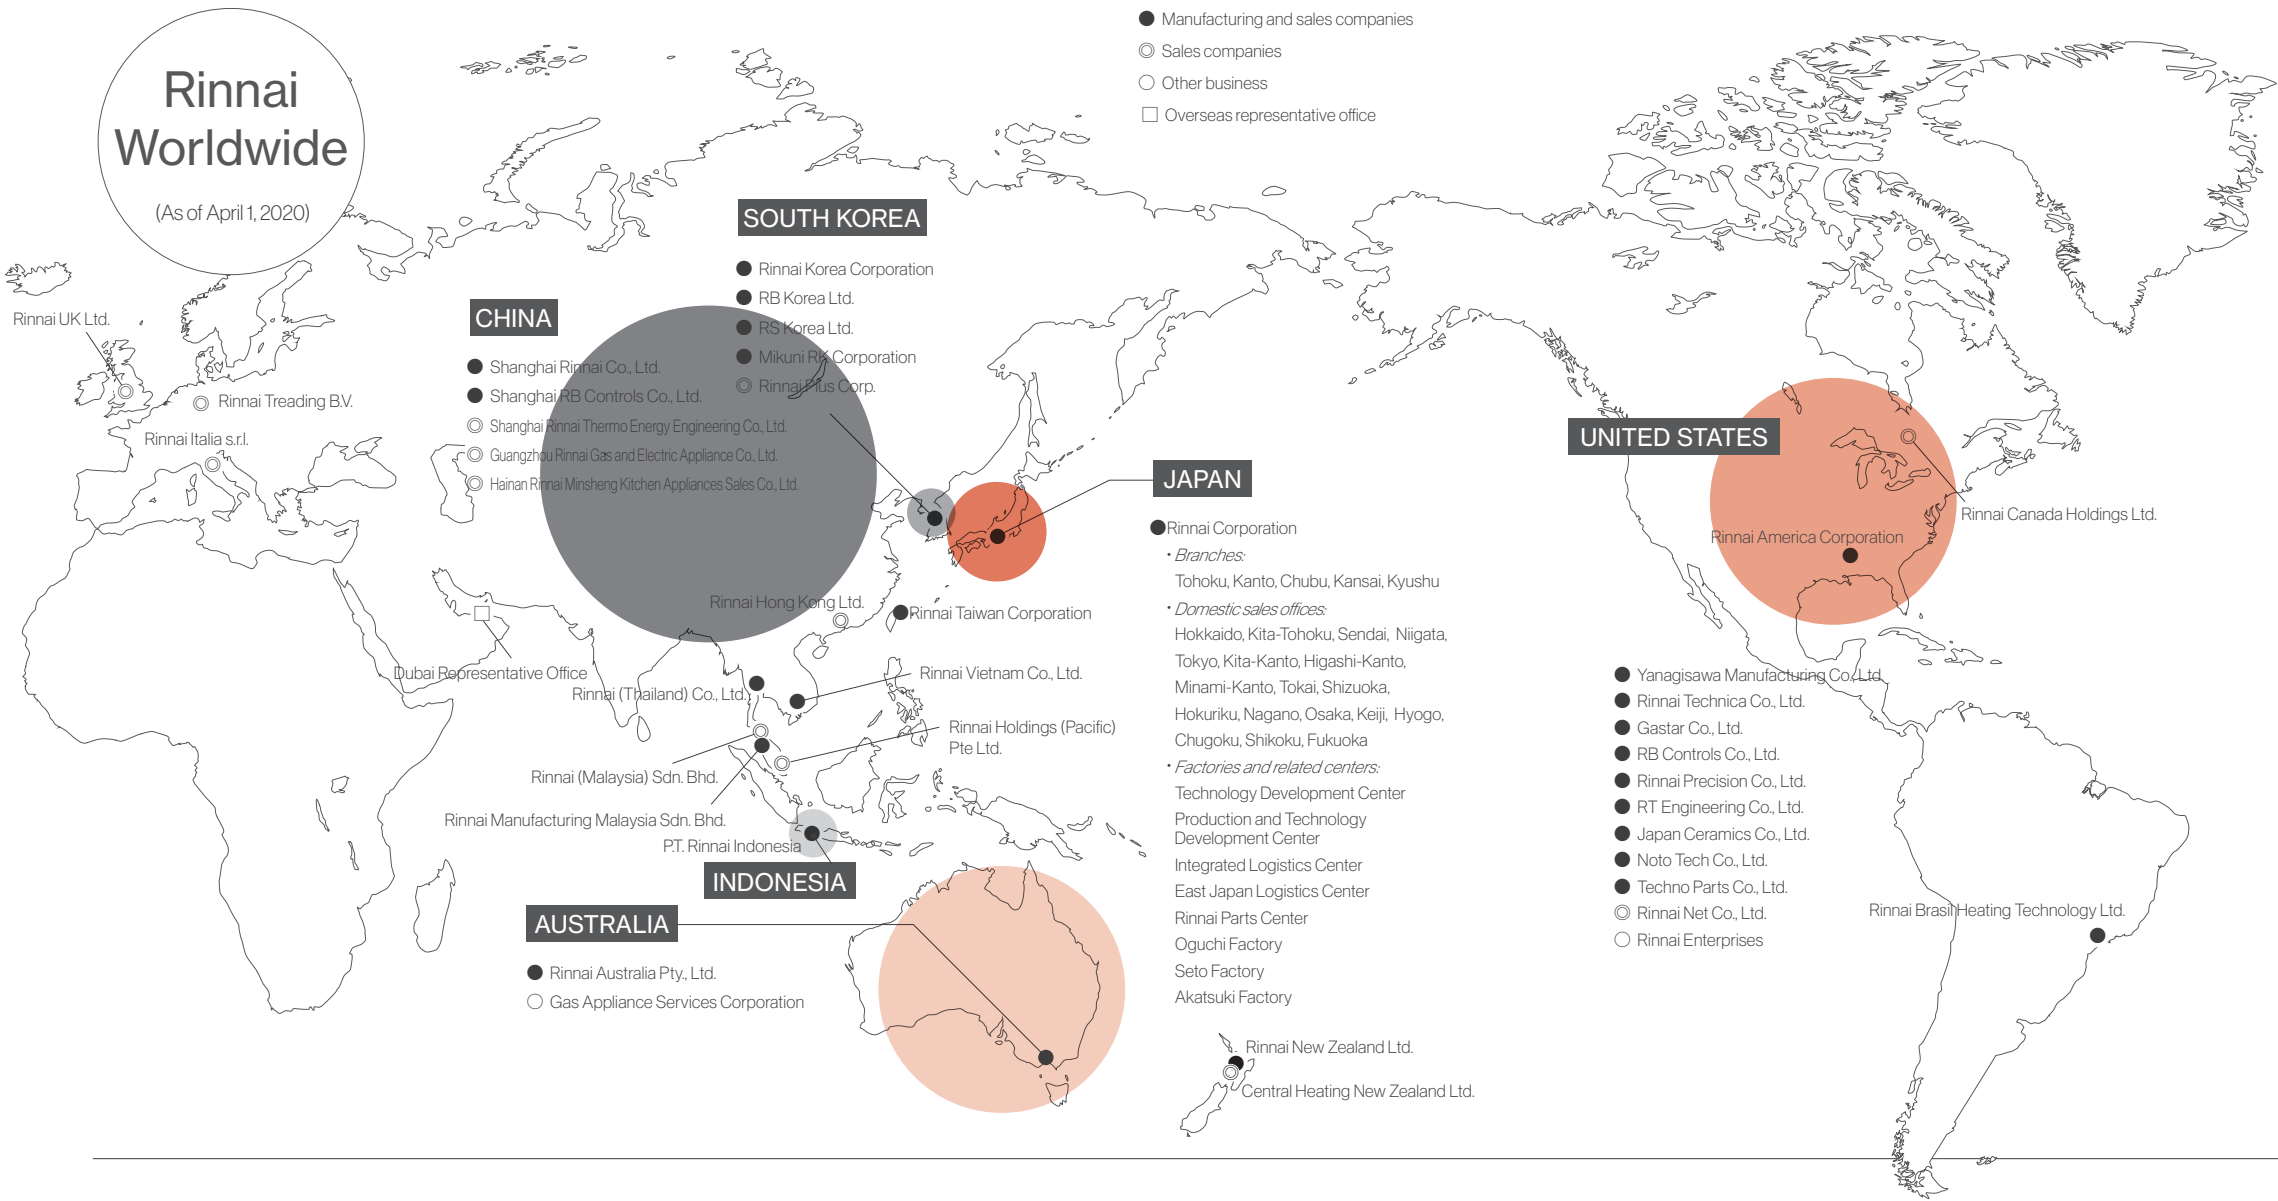 Rinnai
Worldwide
(As of April 1, 2020)
Manufacturing and sales companies
Sales companies
Other business
Overseas representative office
SOUTH KOREA
Rinnai Korea Corporation
RB Korea Ltd.
RS Korea Ltd.
Mikuni RK Corporation
Rinnai Plus Corp.
CHINA
Shanghai Rinnai Co., Ltd.
Shanghai RB Controls Co., Ltd.
Shanghai Rinnai Thermo Energy Engineering Co., Ltd.
Guangzhou Rinnai Gas and Electric Appliance Co., Ltd.
Hainan Rinnai Minsheng Kitchen Appliances Sales Co., Ltd.
Rinnai UK Ltd.
Rinnai Treading B.V.
Rinnai Italia s.r.l.
Dubai Representative Office
Rinnai Hong Kong Ltd.
Rinnai Taiwan Corporation
Rinnai (Thailand) Co., Ltd.
Rinnai Vietnam Co., Ltd.
Rinnai Holdings (Pacific)
Pte Ltd.
Rinnai (Malaysia) Sdn. Bhd.
Rinnai Manufacturing Malaysia Sdn. Bhd.
P.T. Rinnai Indonesia
INDONESIA
AUSTRALIA
Rinnai Australia Pty., Ltd.
Gas Appliance Services Corporation
JAPAN
Rinnai Corporation
• Branches:
Tohoku, Kanto, Chubu, Kansai, Kyushu
• Domestic sales offices:
Hokkaido, Kita-Tohoku, Sendai, Niigata,
Tokyo, Kita-Kanto, Higashi-Kanto,
Minami-Kanto, Tokai, Shizuoka,
Hokuriku, Nagano, Osaka, Keiji, Hyogo,
Chugoku, Shikoku, Fukuoka
• Factories and related centers:
Technology Development Center
Production and Technology
Development Center
Integrated Logistics Center
East Japan Logistics Center
Rinnai Parts Center
Oguchi Factory
Seto Factory
Akatsuki Factory
Rinnai New Zealand Ltd.
Central Heating New Zealand Ltd.
UNITED STATES
Rinnai Canada Holdings Ltd.
Rinnai America Corporation
Yanagisawa Manufacturing Co., Ltd.
Rinnai Technica Co., Ltd.
Gastar Co., Ltd.
RB Controls Co., Ltd.
Rinnai Precision Co., Ltd.
RT Engineering Co., Ltd.
Japan Ceramics Co., Ltd.
Noto Tech Co., Ltd.
Techno Parts Co., Ltd.
Rinnai Net Co., Ltd.
Rinnai Enterprises
Rinnai Brasil Heating Technology Ltd.